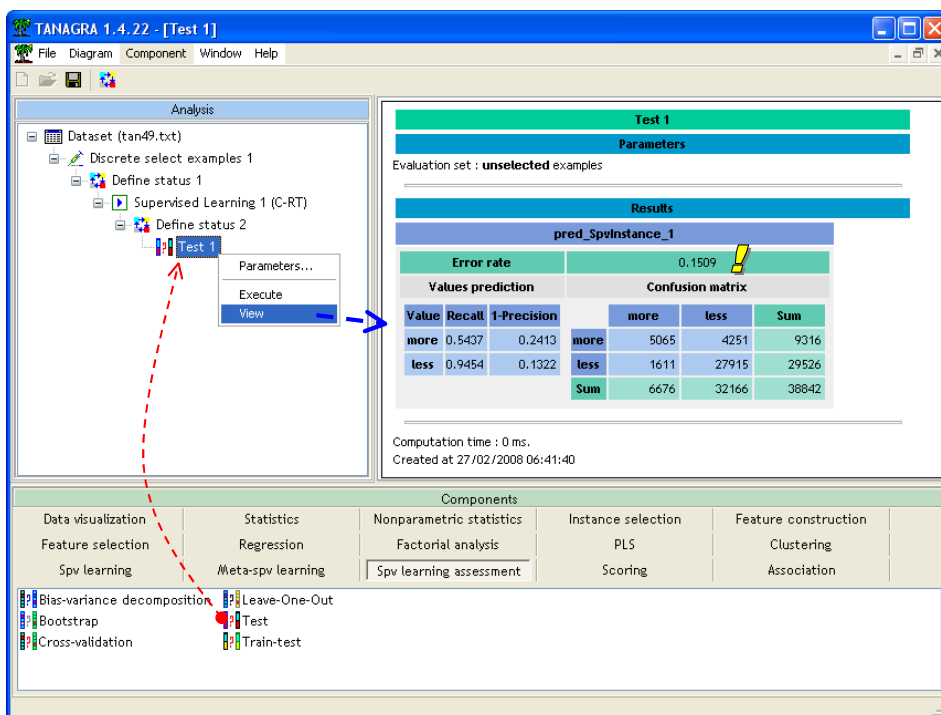 TANAGRA 1.4.22 - [Test 1]
File Diagram Component Window Help
Analysis
Dataset (tan49.txt)
Discrete select examples 1
Define status 1
Supervised Learning 1 (C-RT)
Define status 2
Test 1
Parameters...
Execute
View
Test 1
Parameters
Evaluation set : unselected examples
Results
pred_SpvInstance_1
Error rate 0.1509
Values prediction Confusion matrix
Value Recall 1-Precision more less Sum
more 0.5437 0.2413 more 5065 4251 9316
less 0.9454 0.1322 less 1611 27915 29526
Sum 6676 32166 38842
Computation time : 0 ms.
Created at 27/02/2008 06:41:40
Components
Data visualization Statistics Nonparametric statistics Instance selection Feature construction
Feature selection Regression Factorial analysis PLS Clustering
Spv learning Meta-spv learning Spv learning assessment Scoring Association
Bias-variance decomposition Leave-One-Out
Bootstrap Test
Cross-validation Train-test